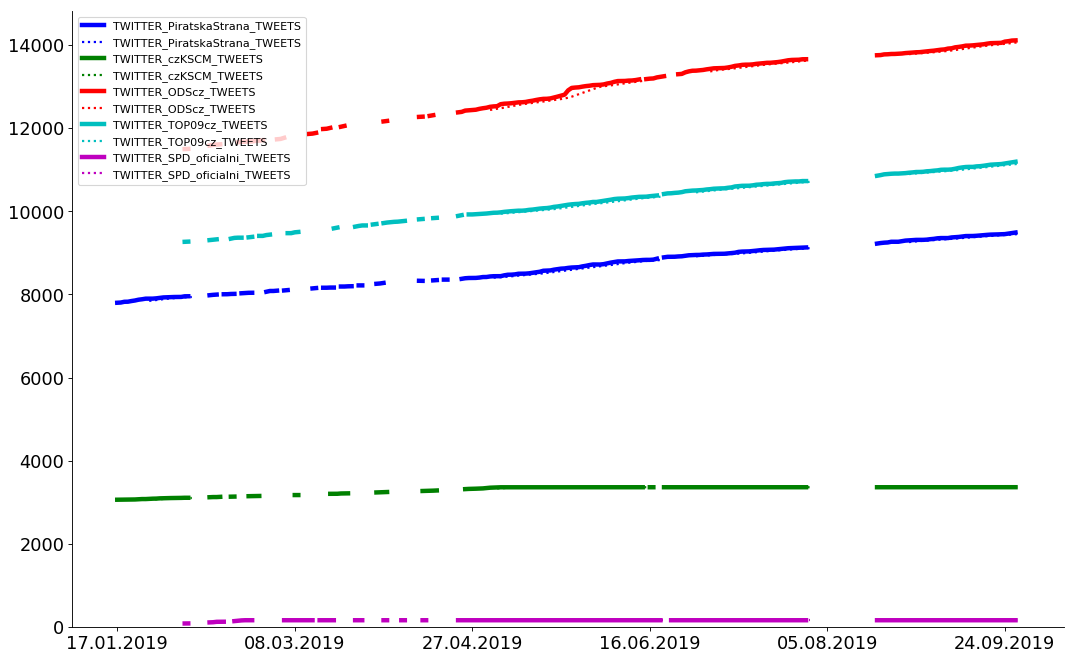 TWITTER_PiratskaStrana_TWEETS
TWITTER_PiratskaStrana_TWEETS
TWITTER_czKSCM_TWEETS
TWITTER_czKSCM_TWEETS
TWITTER_ODScz_TWEETS
TWITTER_ODScz_TWEETS
TWITTER_TOP09cz_TWEETS
TWITTER_TOP09cz_TWEETS
TWITTER_SPD_oficialni_TWEETS
TWITTER_SPD_oficialni_TWEETS
14000
12000
10000
8000
6000
4000
2000
0
17.01.2019 08.03.2019 27.04.2019 16.06.2019 05.08.2019 24.09.2019